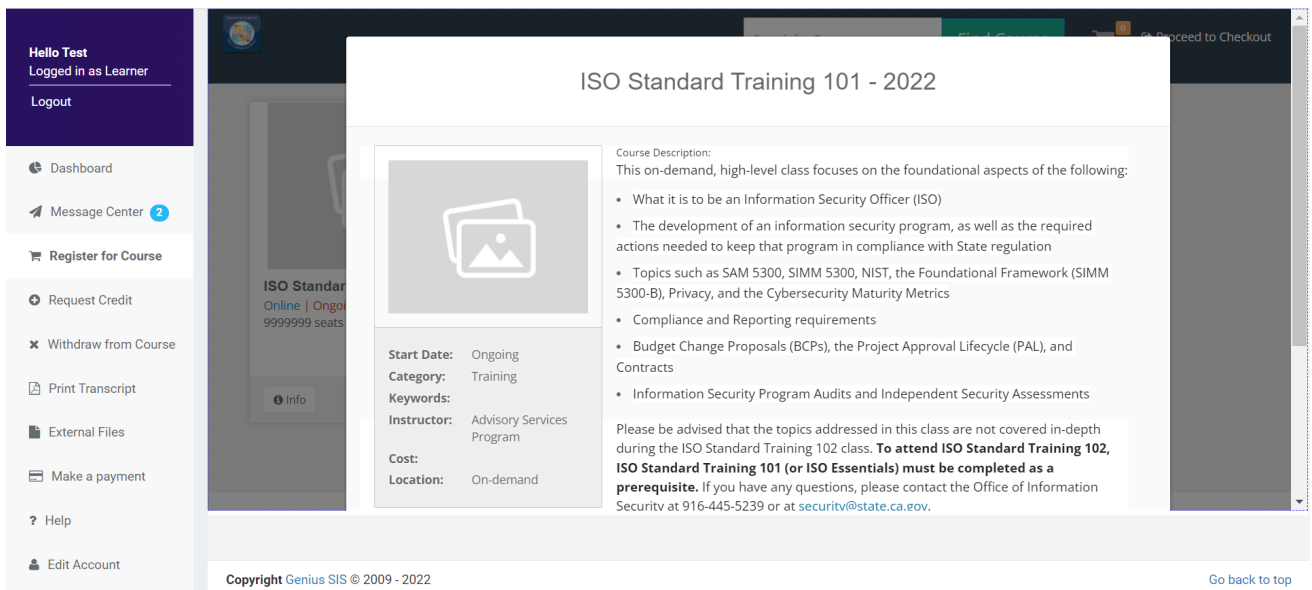 Hello Test
Logged in as Learner
Logout
Dashboard
Message Center 2
Register for Course
Request Credit
Withdraw from Course
Print Transcript
External Files
Make a payment
? Help
Edit Account
0
Proceed to Checkout
ISO Standar
Online | Ongoi
9999999 seats
Info
ISO Standard Training 101 - 2022
Start Date: Ongoing
Category: Training
Keywords:
Instructor: Advisory Services
Program
Cost:
Location: On-demand
Course Description:
This on-demand, high-level class focuses on the foundational aspects of the following:
• What it is to be an Information Security Officer (ISO)
• The development of an information security program, as well as the required
actions needed to keep that program in compliance with State regulation
• Topics such as SAM 5300, SIMM 5300, NIST, the Foundational Framework (SIMM
5300-B), Privacy, and the Cybersecurity Maturity Metrics
• Compliance and Reporting requirements
• Budget Change Proposals (BCPs), the Project Approval Lifecycle (PAL), and
Contracts
• Information Security Program Audits and Independent Security Assessments
Please be advised that the topics addressed in this class are not covered in-depth
during the ISO Standard Training 102 class. To attend ISO Standard Training 102,
ISO Standard Training 101 (or ISO Essentials) must be completed as a
prerequisite. If you have any questions, please contact the Office of Information
Security at 916-445-5239 or at security@state.ca.gov.
Copyright Genius SIS © 2009 - 2022
Go back to top